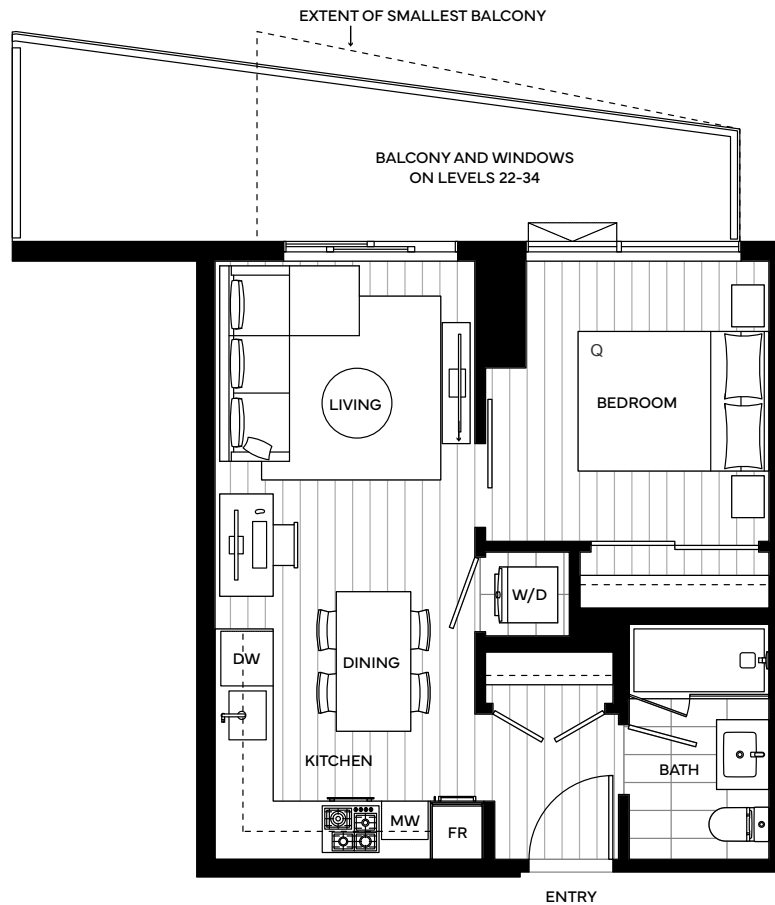 EXTENT OF SMALLEST BALCONY
BALCONY AND WINDOWS
ON LEVELS 22-34
Q
LIVING
BEDROOM
W/D
DW
DINING
KITCHEN
BATH
MW
FR
ENTRY